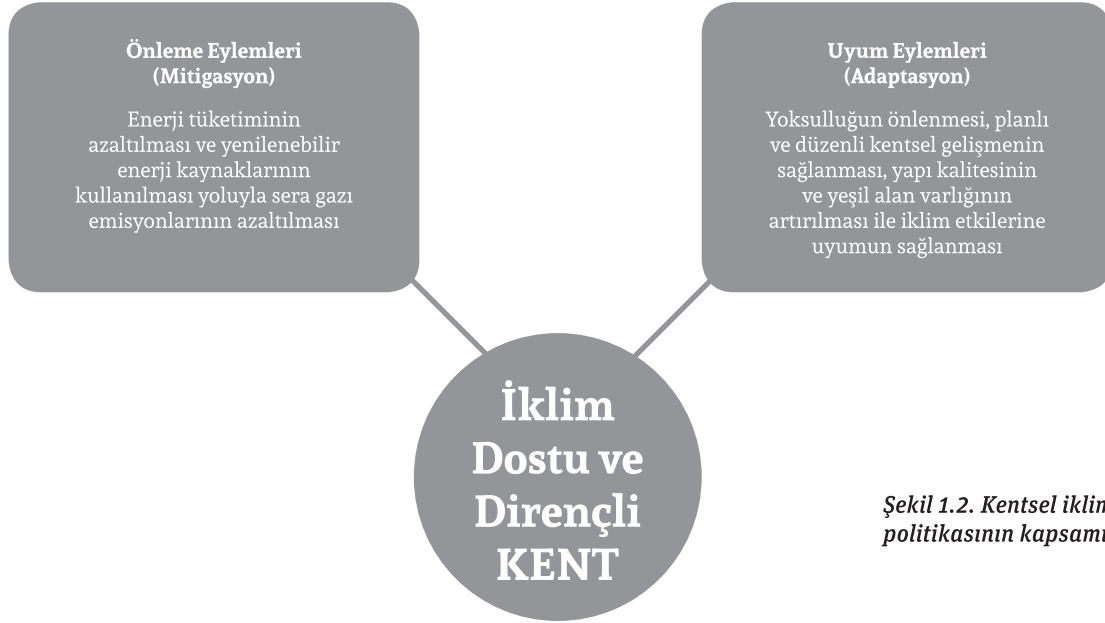 Önleme Eylemleri
(Mitigasyon)
Enerji tüketiminin
azaltılması ve yenilenebilir
enerji kaynaklarının
kullanılması yoluyla sera gazı
emisyonlarının azaltılması
Uyum Eylemleri
(Adaptasyon)
Yoksulluğun önlenmesi, planlı
ve düzenli kentsel gelişmenin
sağlanması, yapı kalitesinin
ve yeşil alan varlığının
artırılması ile iklim etkilerine
uyumun sağlanması
İklim
Dostu ve
Dirençli
KENT
Şekil 1.2. Kentsel iklim
politikasının kapsamı